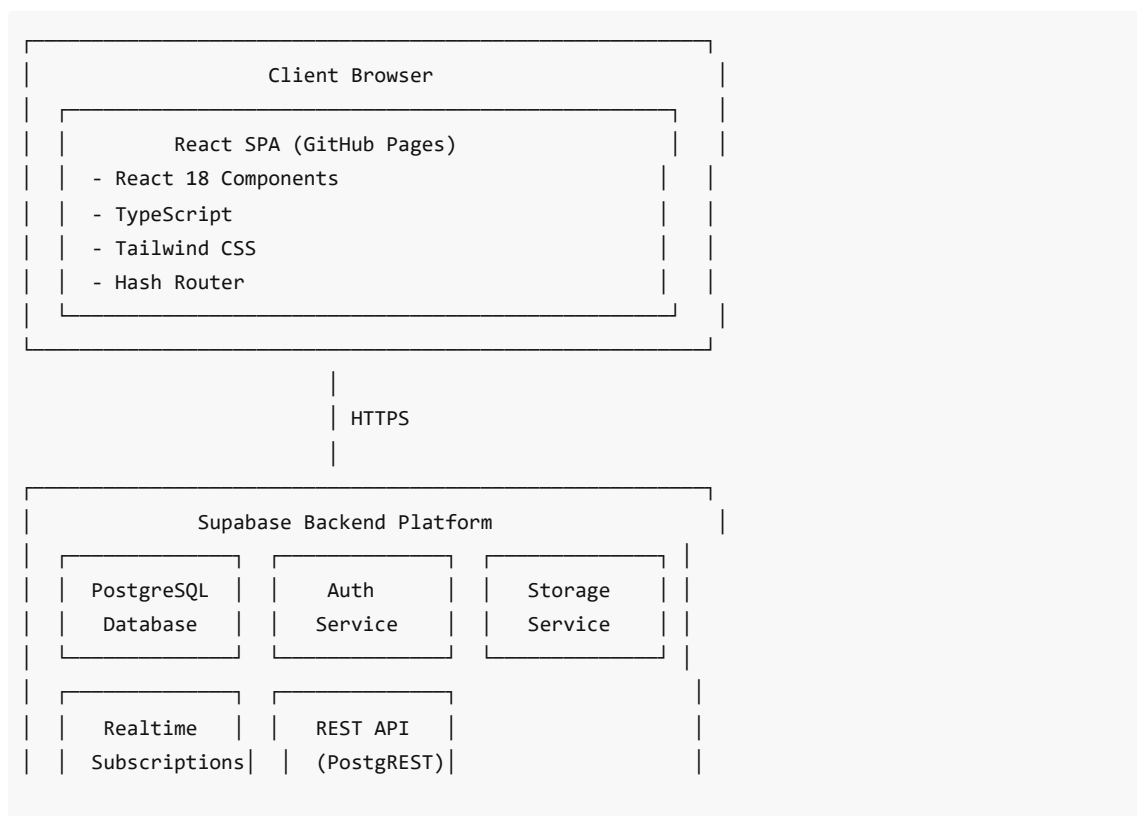 Client Browser
React SPA (GitHub Pages)
- React 18 Components
- TypeScript
- Tailwind CSS
- Hash Router
HTTPS
Supabase Backend Platform
PostgreSQL Auth Storage
Database Service Service
Realtime REST API
Subscriptions (PostgREST)